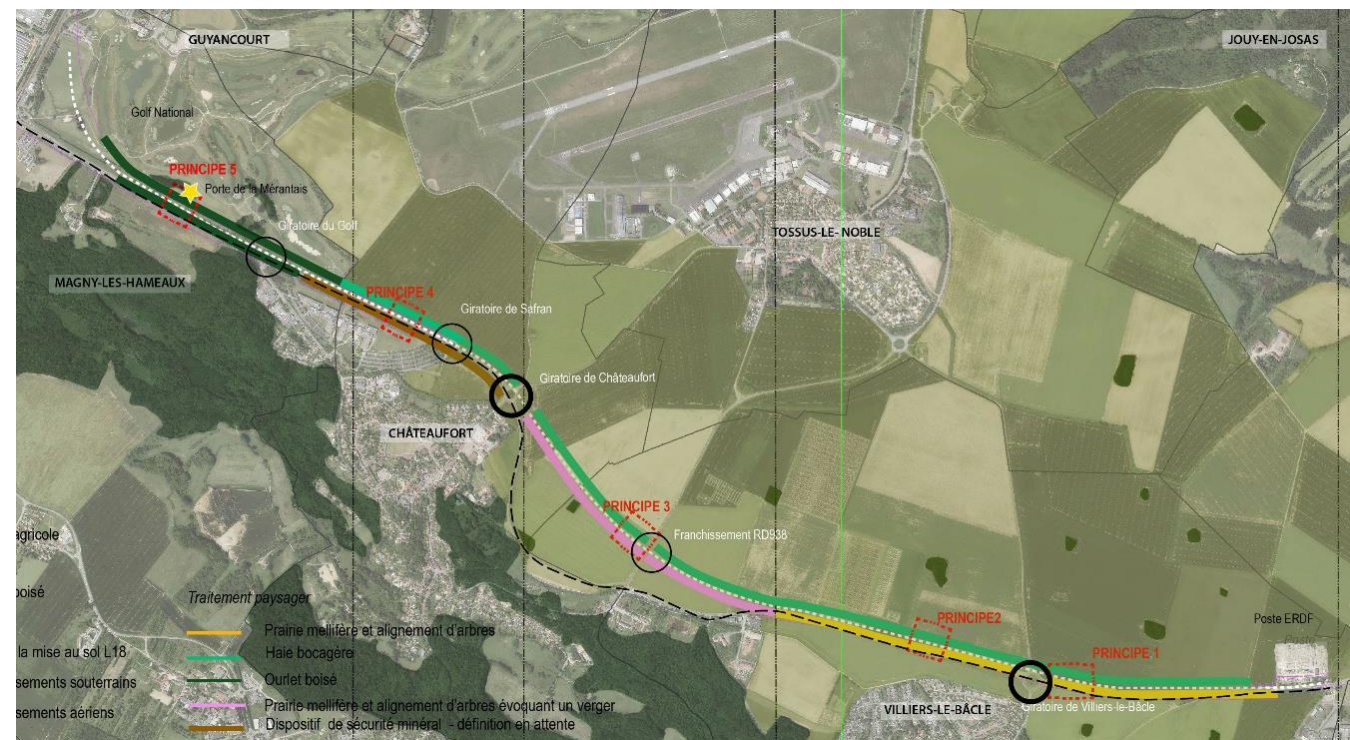 GUYANCOURT
JOUY-EN-JOSAS
Golf National
PRINCIPE 5
Porte de la Mérantais
Giratoire du Golf
TOSSUS-LE- NOBLE
MAGNY-LES-HAMEAUX
PRINCIPE 4
Giratoire de Safran
Giratoire de Châteaufort
CHÂTEAUFORT
PRINCIPE 3
Franchissement RD938
agricole
boisé
Traitement paysager
PRINCIPE2
Poste ERDF
Poste
Prairie mellifère et alignement d'arbres
la mise au sol L18
Haie bocagère
PRINCIPE 1
sements souterrains
Ourlet boisé
sements aériens
Prairie mellifère et alignement d'arbres évoquant un verger
VILLIERS-LE-BÂCLE
Giratoire de Villiers-le-Bâcle
Dispositif de sécurité minéral - définition en attente